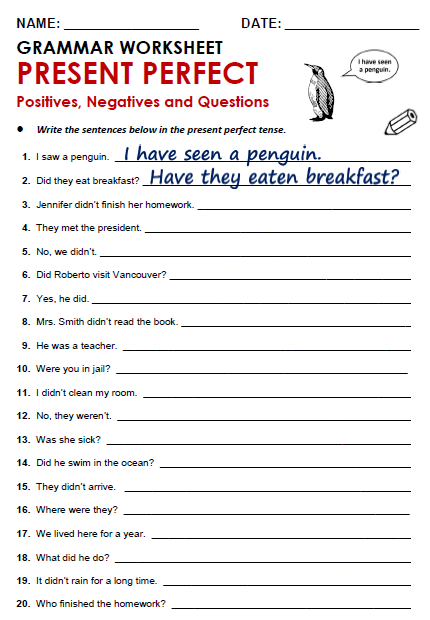 NAME: ____________________ DATE: ____________________
GRAMMAR WORKSHEET
PRESENT PERFECT
Positives, Negatives and Questions
I have seen
a penguin.
● Write the sentences below in the present perfect tense.
1. I saw a penguin. I have seen a penguin.
2. Did they eat breakfast? Have they eaten breakfast?
3. Jennifer didn't finish her homework. ____________________
4. They met the president. ____________________
5. No, we didn't. ____________________
6. Did Roberto visit Vancouver? ____________________
7. Yes, he did. ____________________
8. Mrs. Smith didn't read the book. ____________________
9. He was a teacher. ____________________
10. Were you in jail? ____________________
11. I didn't clean my room. ____________________
12. No, they weren't. ____________________
13. Was she sick? ____________________
14. Did he swim in the ocean? ____________________
15. They didn't arrive. ____________________
16. Where were they? ____________________
17. We lived here for a year. ____________________
18. What did he do? ____________________
19. It didn't rain for a long time. ____________________
20. Who finished the homework? ____________________